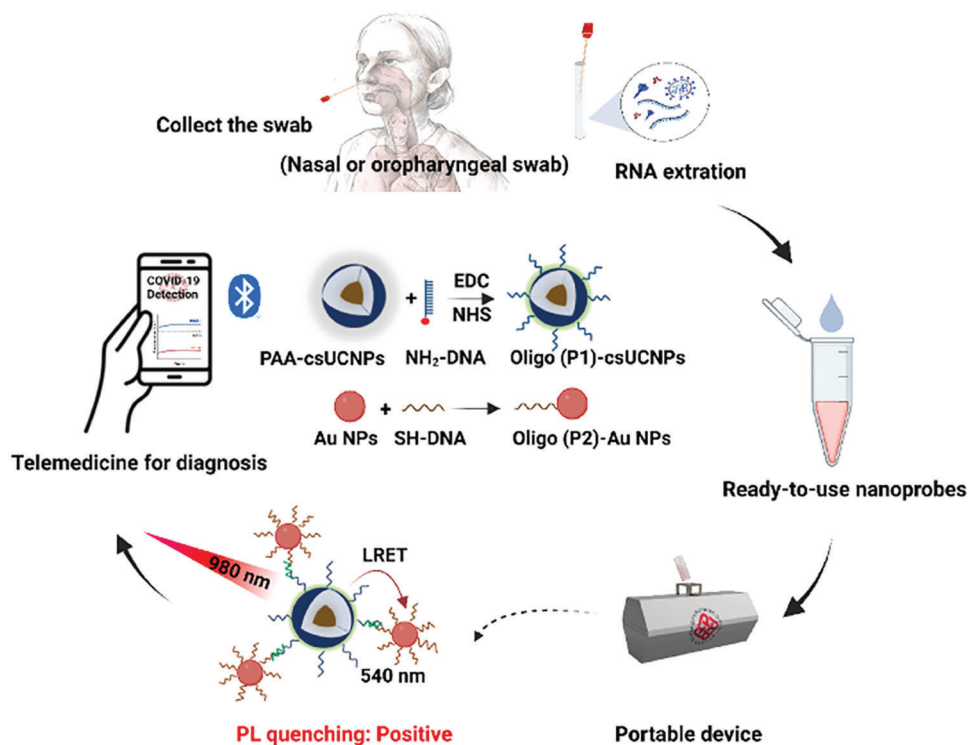 Collect the swab
(Nasal or oropharyngeal swab)
RNA extration
COVID-19
Detection
PAA-csUCNPs
+
NH₂-DNA
EDC
NHS
Oligo (P1)-csUCNPs
Au NPs
+
SH-DNA
Oligo (P2)-Au NPs
Telemedicine for diagnosis
Ready-to-use nanoprobes
980 nm
LRET
540 nm
PL quenching: Positive
Portable device